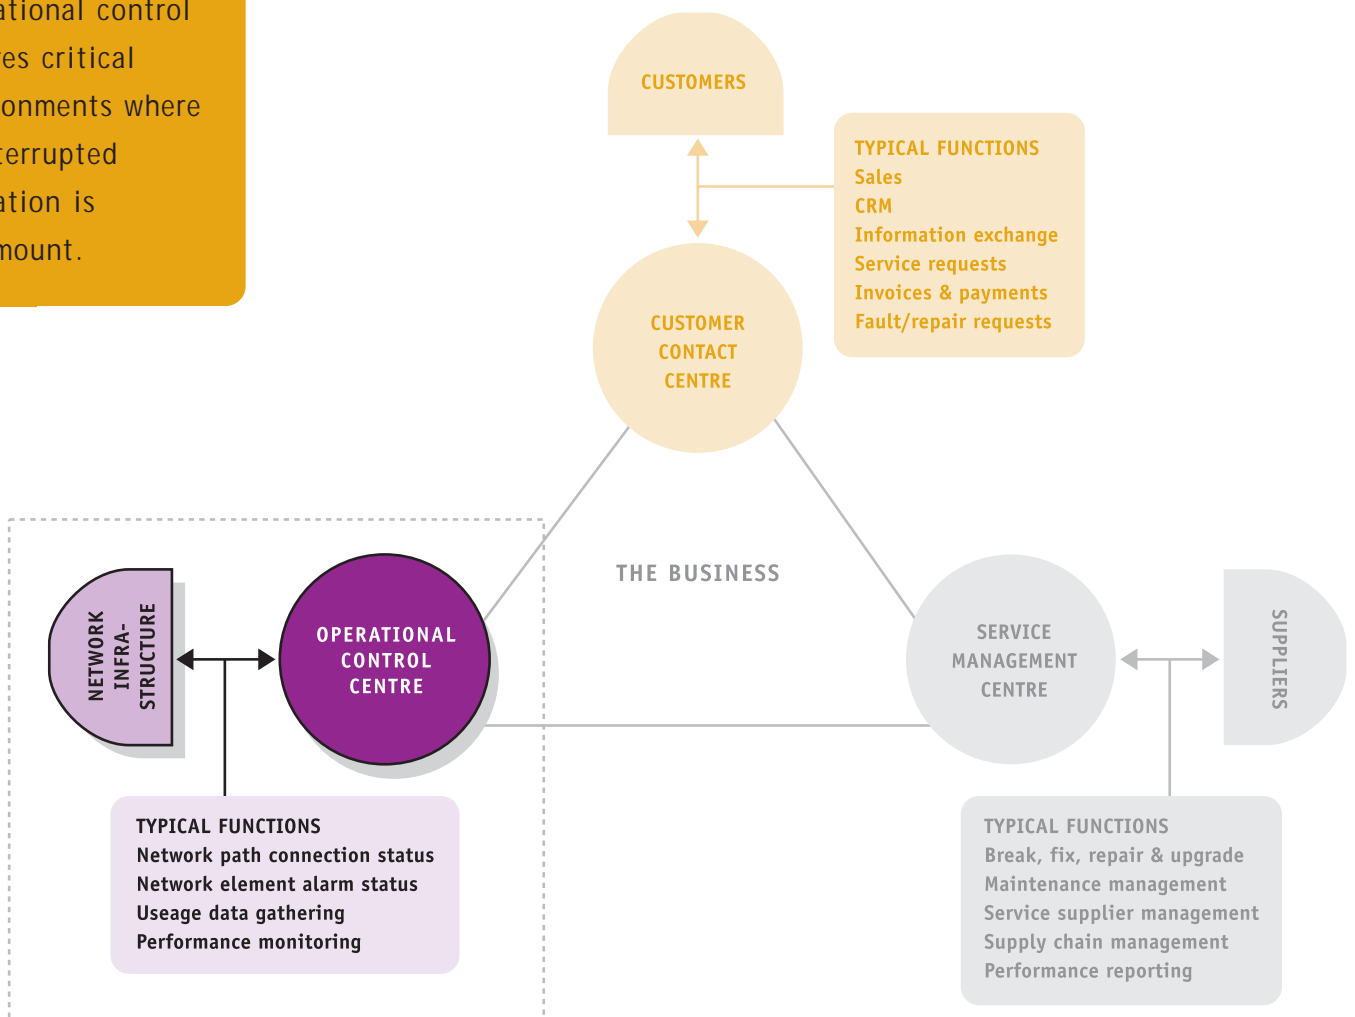 ational control
es critical
onments where
terrupted
ation is
mount.
CUSTOMERS
TYPICAL FUNCTIONS
Sales
CRM
Information exchange
Service requests
Invoices & payments
Fault/repair requests
CUSTOMER
CONTACT
CENTRE
THE BUSINESS
NETWORK
INFRA-
STRUCTURE
OPERATIONAL
CONTROL
CENTRE
SERVICE
MANAGEMENT
CENTRE
SUPPLIERS
TYPICAL FUNCTIONS
Network path connection status
Network element alarm status
Useage data gathering
Performance monitoring
TYPICAL FUNCTIONS
Break, fix, repair & upgrade
Maintenance management
Service supplier management
Supply chain management
Performance reporting